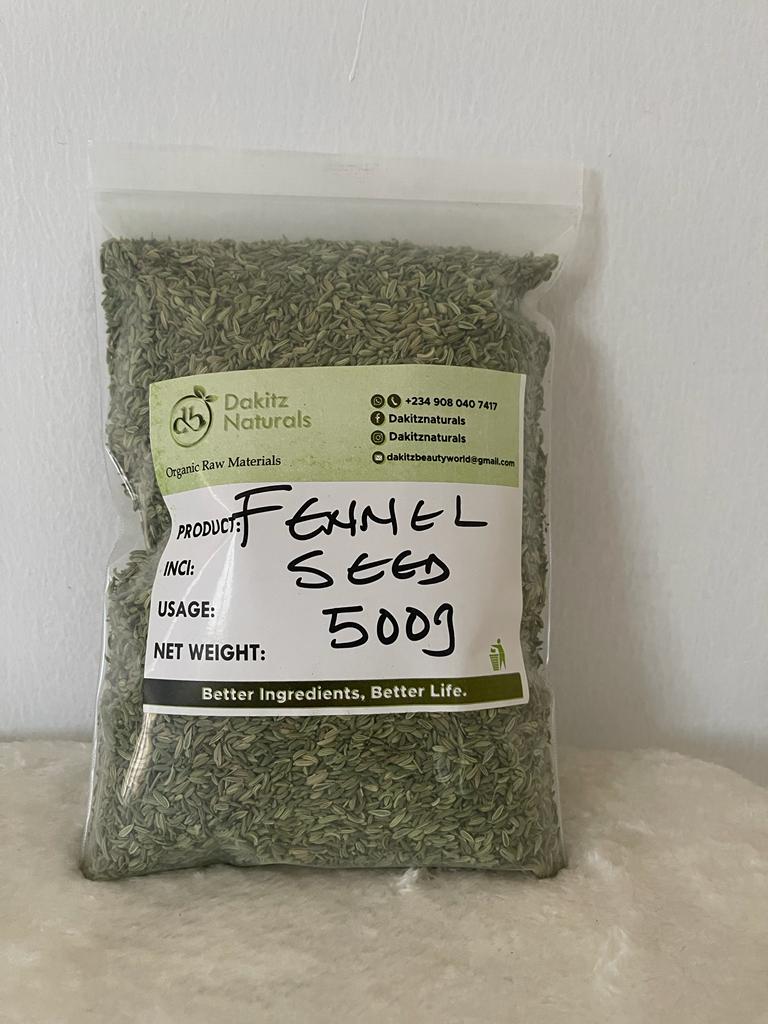 db
Dakitz
Naturals
Organic Raw Materials
+234 908 040 7417
Dakitznaturals
Dakitznaturals
dakitzbeautyworld@gmail.com
PRODUCT: FENNEL
INCI: SEED
USAGE: 500g
NET WEIGHT:
Better Ingredients, Better Life.